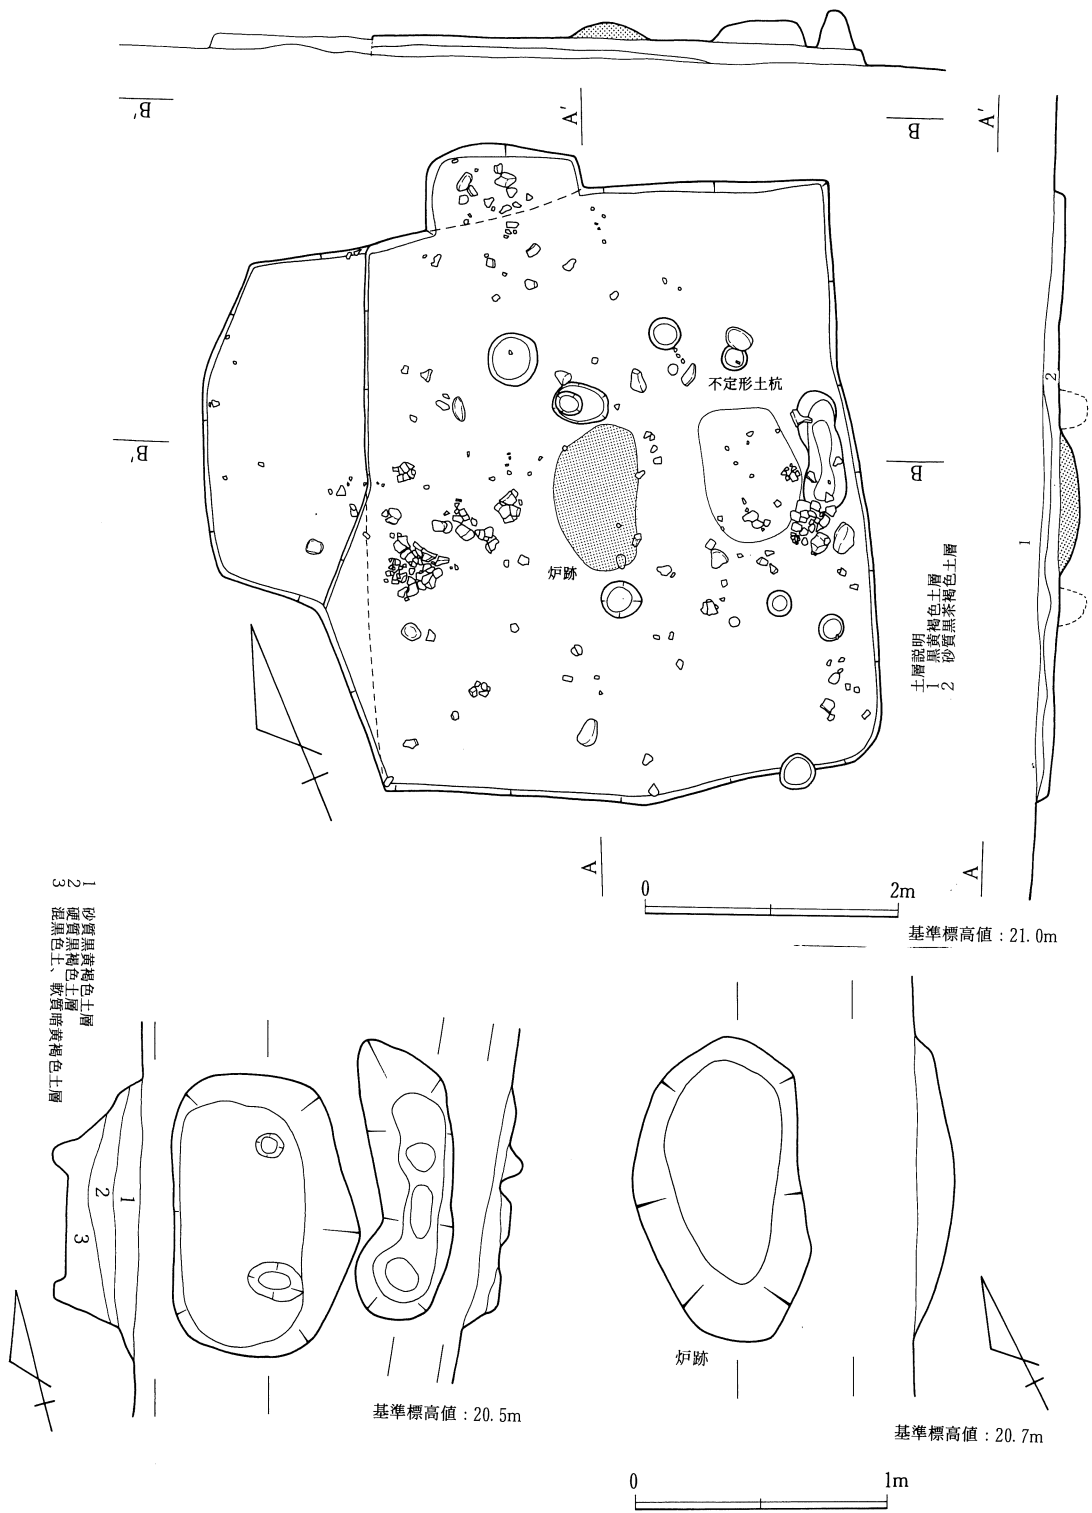 B'
A'
B
A'
不定形土杭
B'
B
2
1
炉跡
土層説明
1 黒黄褐色土層
2 砂質黒茶褐色土層
A
A
0 2m
基準標高値：21.0m
1 砂質黒黄褐色土層
2 硬質黒褐色土層
3 混黒色土、軟質暗黄褐色土層
1
2
3
炉跡
基準標高値：20.5m
基準標高値：20.7m
0 1m